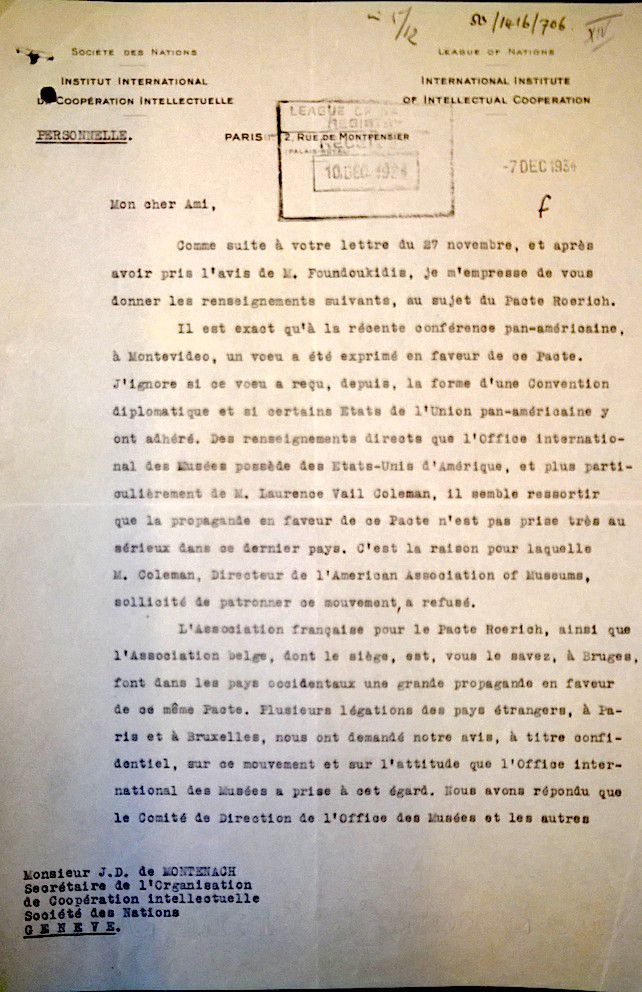 5/12
50/1416/706.
XIV
SOCIÉTÉ DES NATIONS
LEAGUE OF NATIONS
INSTITUT INTERNATIONAL
DE COOPÉRATION INTELLECTUELLE
INTERNATIONAL INSTITUTE
OF INTELLECTUAL COOPERATION
PERSONNELLE.
PARIS
2, RUE DE MONTPENSIER
PALAIS-ROYAL
LEAGUE OF
10 DEC 1934
-7 DEC 1934
f
Mon cher Ami,
Comme suite à votre lettre du 27 novembre, et après
avoir pris l'avis de M. Foundoukidis, je m'empresse de vous
donner les renseignements suivants, au sujet du Pacte Roerich.
Il est exact qu'à la récente conférence pan-américaine,
à Montevideo, un voeu a été exprimé en faveur de ce Pacte.
J'ignore si ce voeu a reçu, depuis, la forme d'une Convention
diplomatique et si certains Etats de l'Union pan-américaine y
ont adhéré. Des renseignements directs que l'Office internatio-
nal des Musées possède des Etats-Unis d'Amérique, et plus parti-
culièrement de M. Laurence Vail Coleman, il semble ressortir
que la propagande en faveur de ce Pacte n'est pas prise très au
sérieux dans ce dernier pays. C'est la raison pour laquelle
M. Coleman, Directeur de l'American Association of Museums,
sollicité de patronner ce mouvement, a refusé.
L'Association française pour le Pacte Roerich, ainsi que
l'Association belge, dont le siège, est, vous le savez, à Bruges,
font dans les pays occidentaux une grande propagande en faveur
de ce même Pacte. Plusieurs légations des pays étrangers, à Pa-
ris et à Bruxelles, nous ont demandé notre avis, à titre confi-
dentiel, sur ce mouvement et sur l'attitude que l'Office inter-
national des Musées a prise à cet égard. Nous avons répondu que
le Comité de Direction de l'Office des Musées et les autres
Monsieur J.D. de MONTENACH
Secrétaire de l'Organisation
de Coopération intellectuelle
Société des Nations
GENEVE.